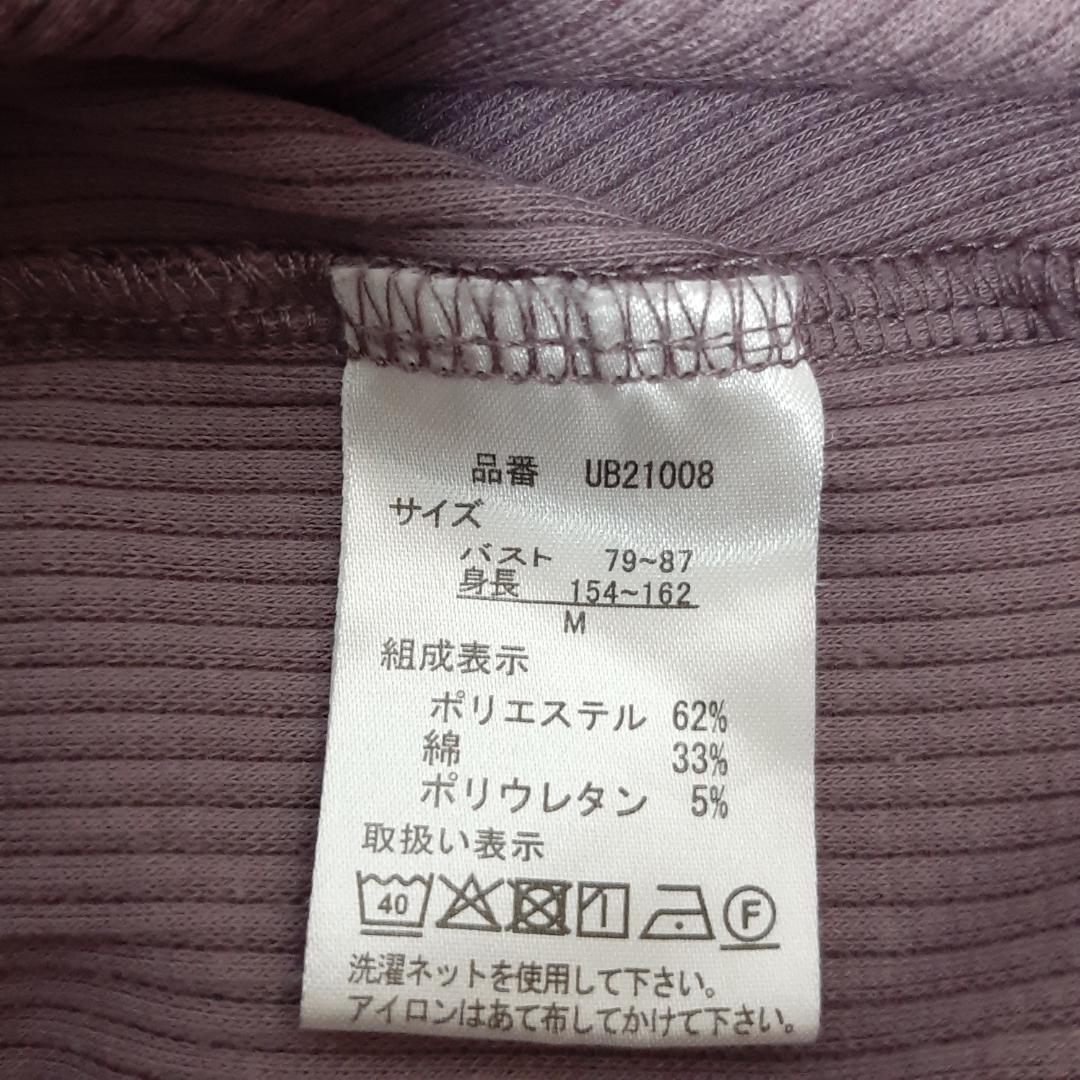 品番 UB21008
サイズ
バスト 79~87
身長 154~162
M
組成表示
ポリエステル 62%
綿 33%
ポリウレタン 5%
取扱い表示
40 F
洗濯ネットを使用して下さい。
アイロンはあて布してかけて下さい。